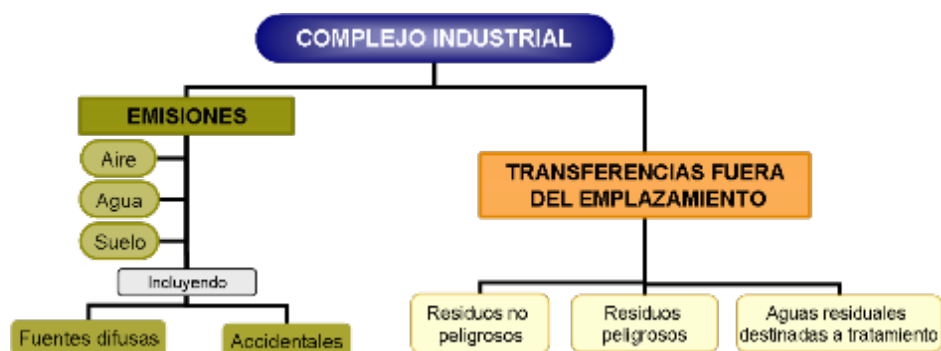 COMPLEJO INDUSTRIAL
EMISIONES
Aire
Agua
Suelo
Incluyendo
Fuentes difusas
Accidentales
TRANSFERENCIAS FUERA
DEL EMPLAZAMIENTO
Residuos no
peligrosos
Residuos
peligrosos
Aguas residuales
destinadas a tratamiento